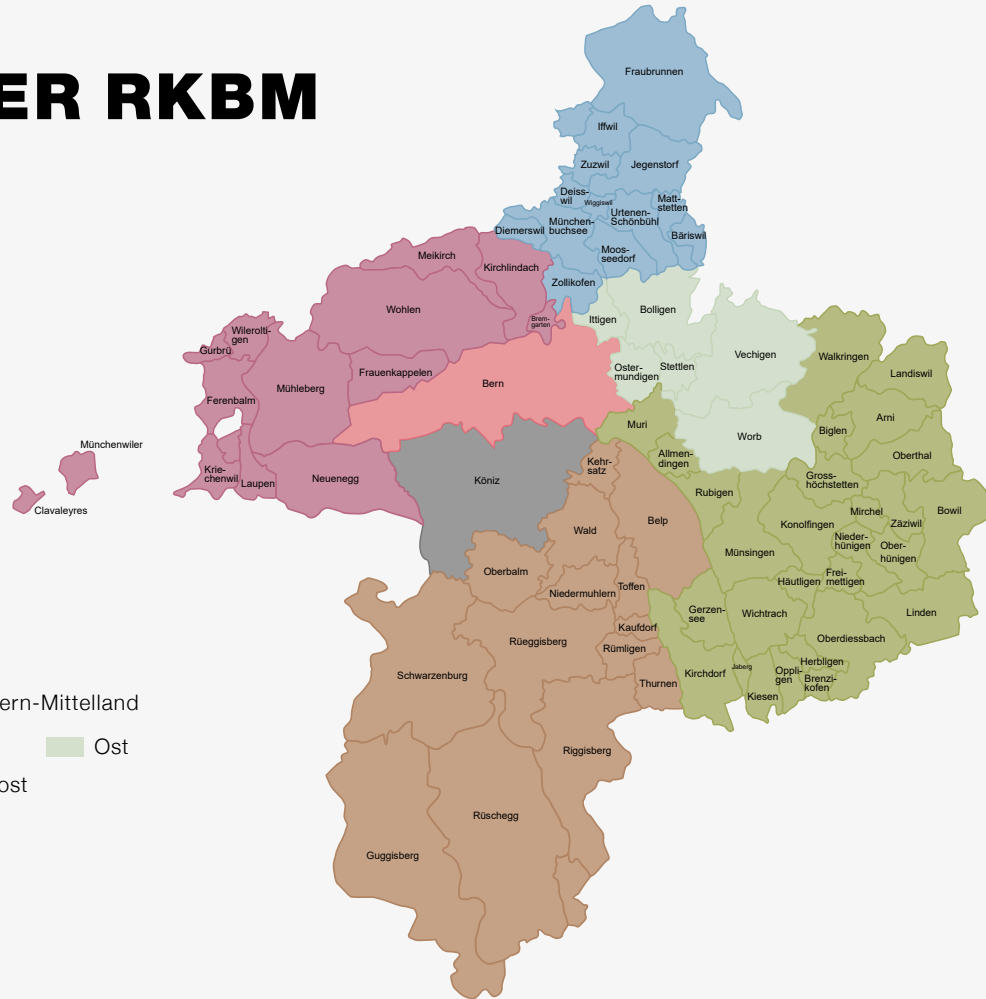 ER RKBM
Fraubrunnen
Iffwil
Zuzwil
Jegenstorf
Deiss-
wil
Wiggiswil
Matt-
stetten
Urtenen-
Schönbühl
München-
buchsee
Diemerswil
Bäriswil
Moos-
seedorf
Zollikofen
Meikirch
Kirchlindach
Wohlen
Brem-
garten
Ittigen
Bolligen
Wilerolti-
gen
Gurbrü
Vechigen
Walkringen
Frauenkappelen
Oster-
mundigen
Stettlen
Landiswil
Mühleberg
Bern
Ferenbalm
Muri
Worb
Arni
Biglen
Münchenwiler
Allmen-
dingen
Oberthal
Krie-
chenwil
Laupen
Neuenegg
Köniz
Kehr-
satz
Gross-
höchstetten
Rubigen
Clavaleyres
Mirchel
Bowil
Belp
Konolfingen
Zäziwil
Wald
Nieder-
hünigen
Ober-
hünigen
Münsingen
Oberbalm
Häutligen
Frei-
mettigen
Toffen
Niedermuhlern
Gerzen-
see
Wichtrach
Linden
Kaufdorf
Rüeggisberg
Oberdiessbach
Rümligen
Herbligen
Jaberg
Schwarzenburg
Kirchdorf
Oppli-
gen
Brenzi-
kofen
Thurnen
Kiesen
ern-Mittelland
Ost
Riggisberg
ost
Rüschegg
Guggisberg